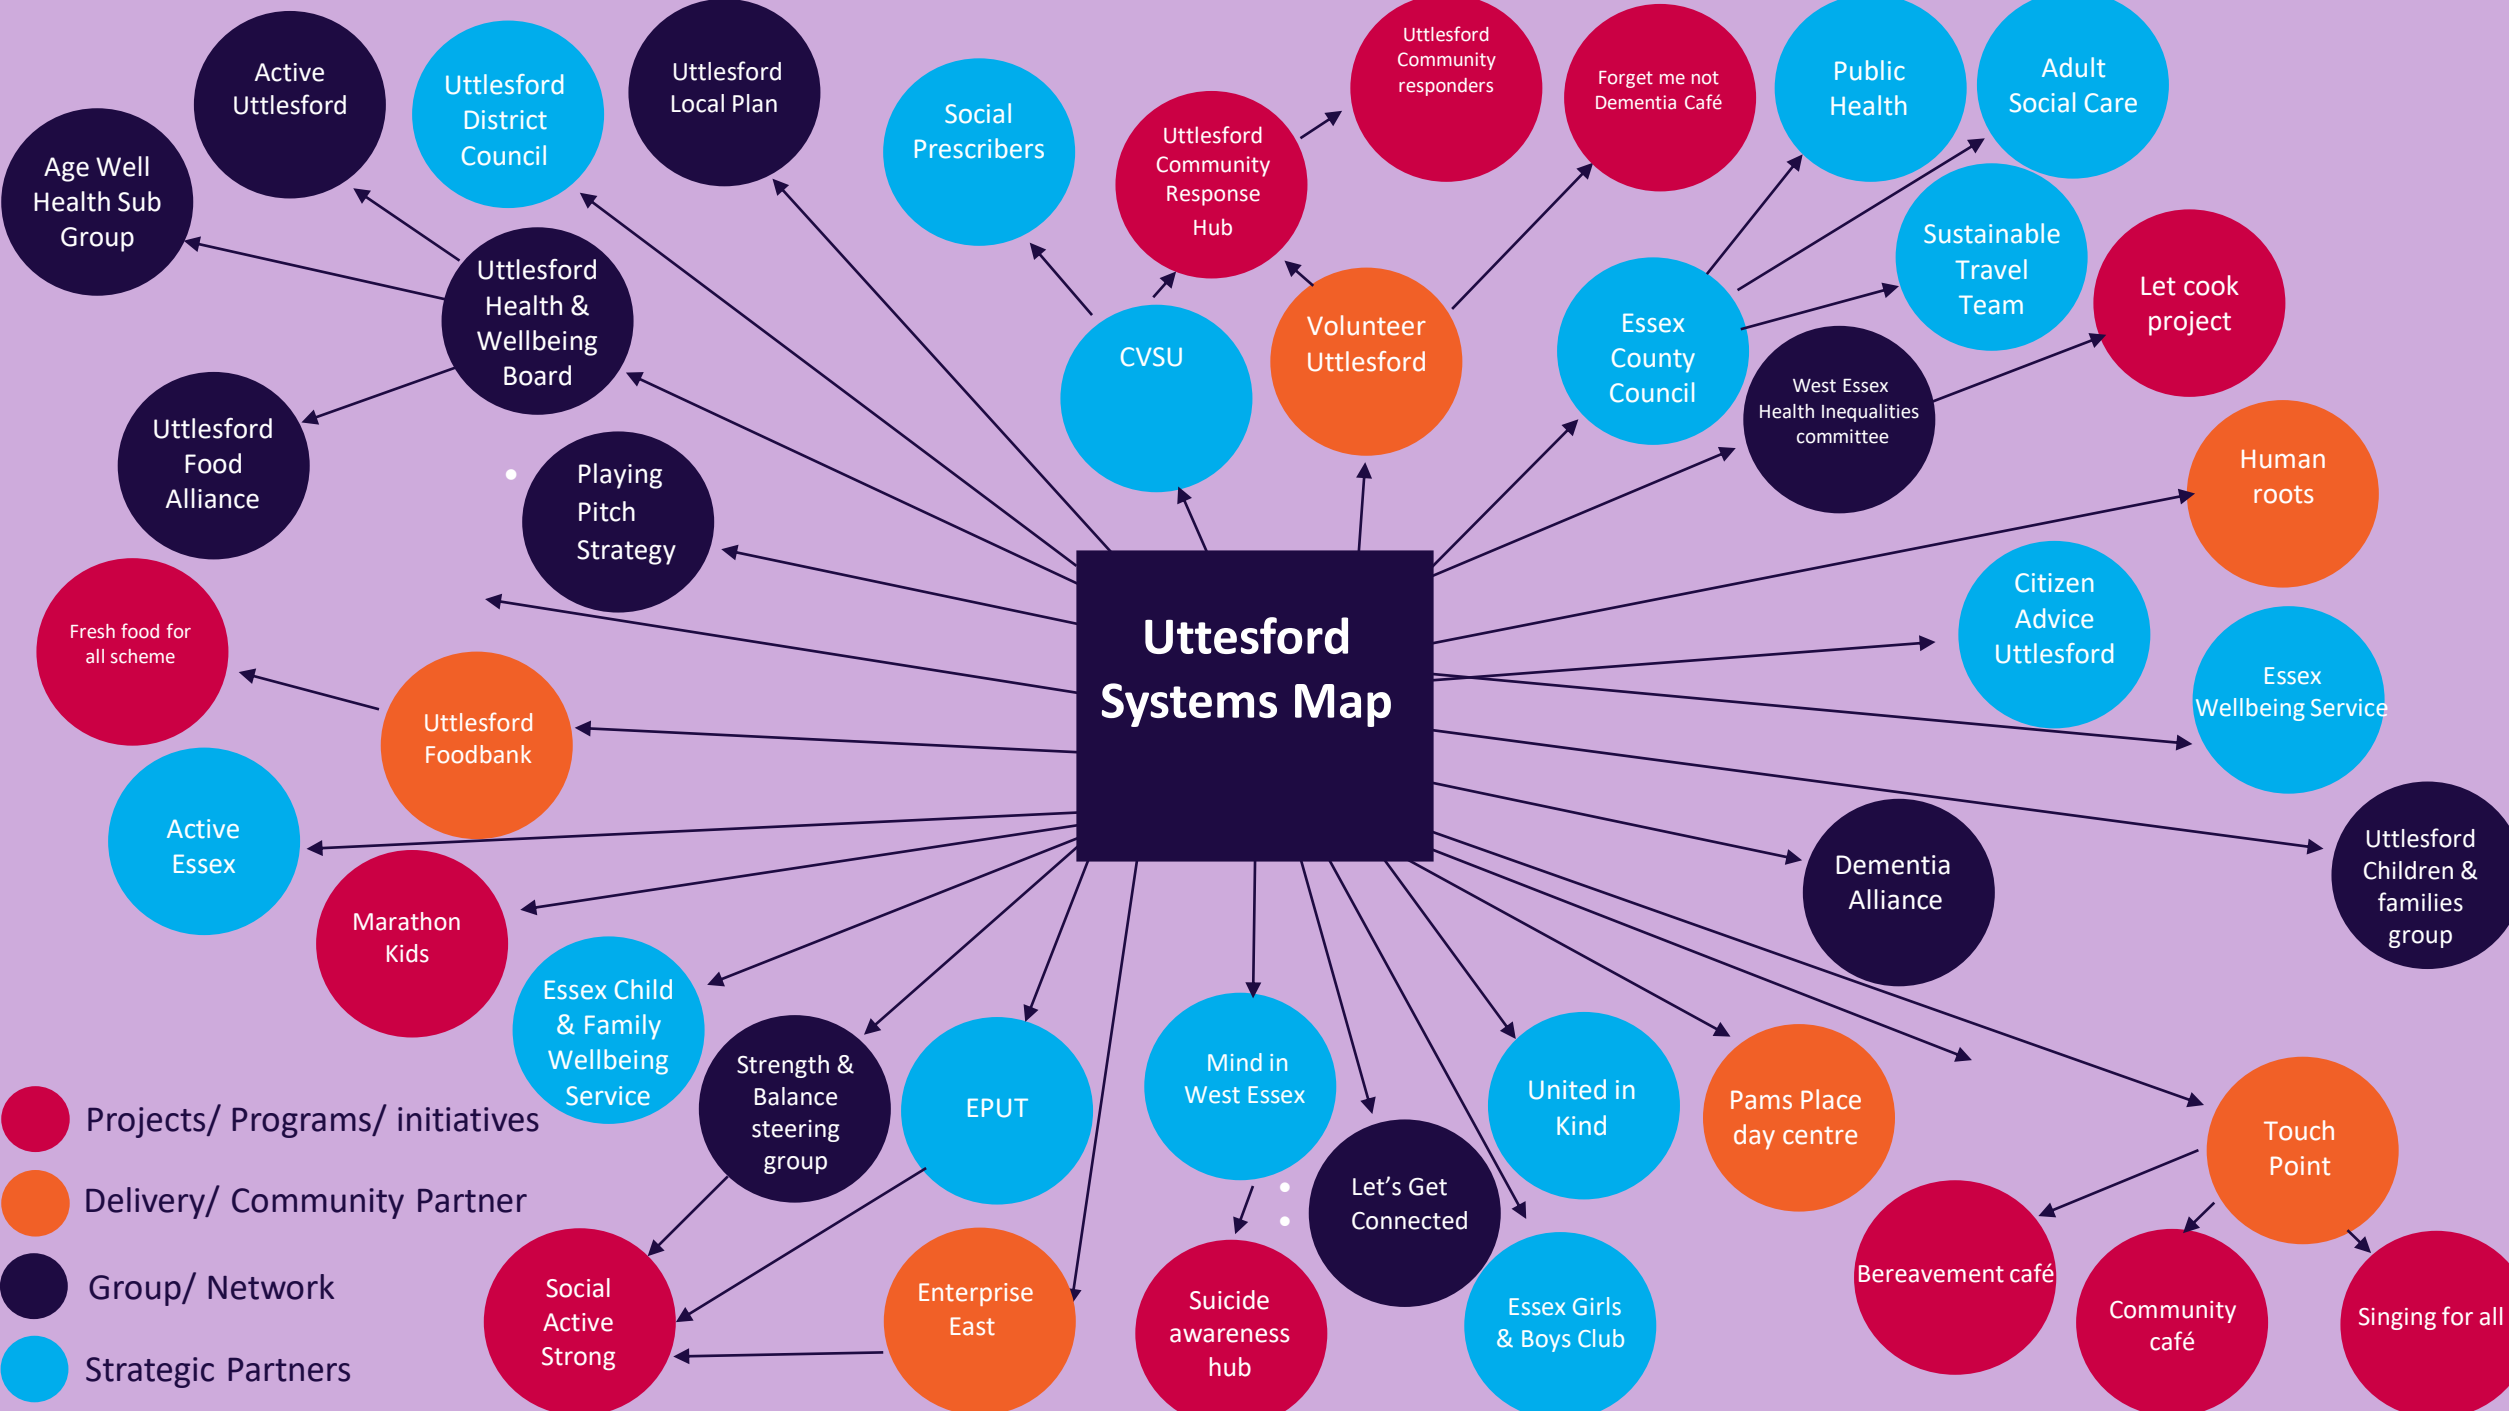 Active
Uttlesford
Uttlesford
District
Council
Uttlesford
Local Plan
Social
Prescribers
Uttlesford
Community
Response
Hub
Uttlesford
Community
responders
Forget me not
Dementia Café
Public
Health
Adult
Social Care
Age Well
Health Sub
Group
Uttlesford
Health &
Wellbeing
Board
CVSU
Volunteer
Uttlesford
Essex
County
Council
Sustainable
Travel
Team
Let cook
project
West Essex
Health Inequalities
committee
Uttlesford
Food
Alliance
Playing
Pitch
Strategy
Human
roots
Fresh food for
all scheme
Uttlesford
Foodbank
Uttesford
Systems Map
Citizen
Advice
Uttlesford
Essex
Wellbeing Service
Active
Essex
Marathon
Kids
Dementia
Alliance
Uttlesford
Children &
families
group
Essex Child
& Family
Wellbeing
Service
Strength &
Balance
steering
group
EPUT
Mind in
West Essex
Let's Get
Connected
United in
Kind
Pams Place
day centre
Touch
Point
Social
Active
Strong
Enterprise
East
Suicide
awareness
hub
Essex Girls
& Boys Club
Bereavement café
Community
café
Singing for all
Projects/ Programs/ initiatives
Delivery/ Community Partner
Group/ Network
Strategic Partners